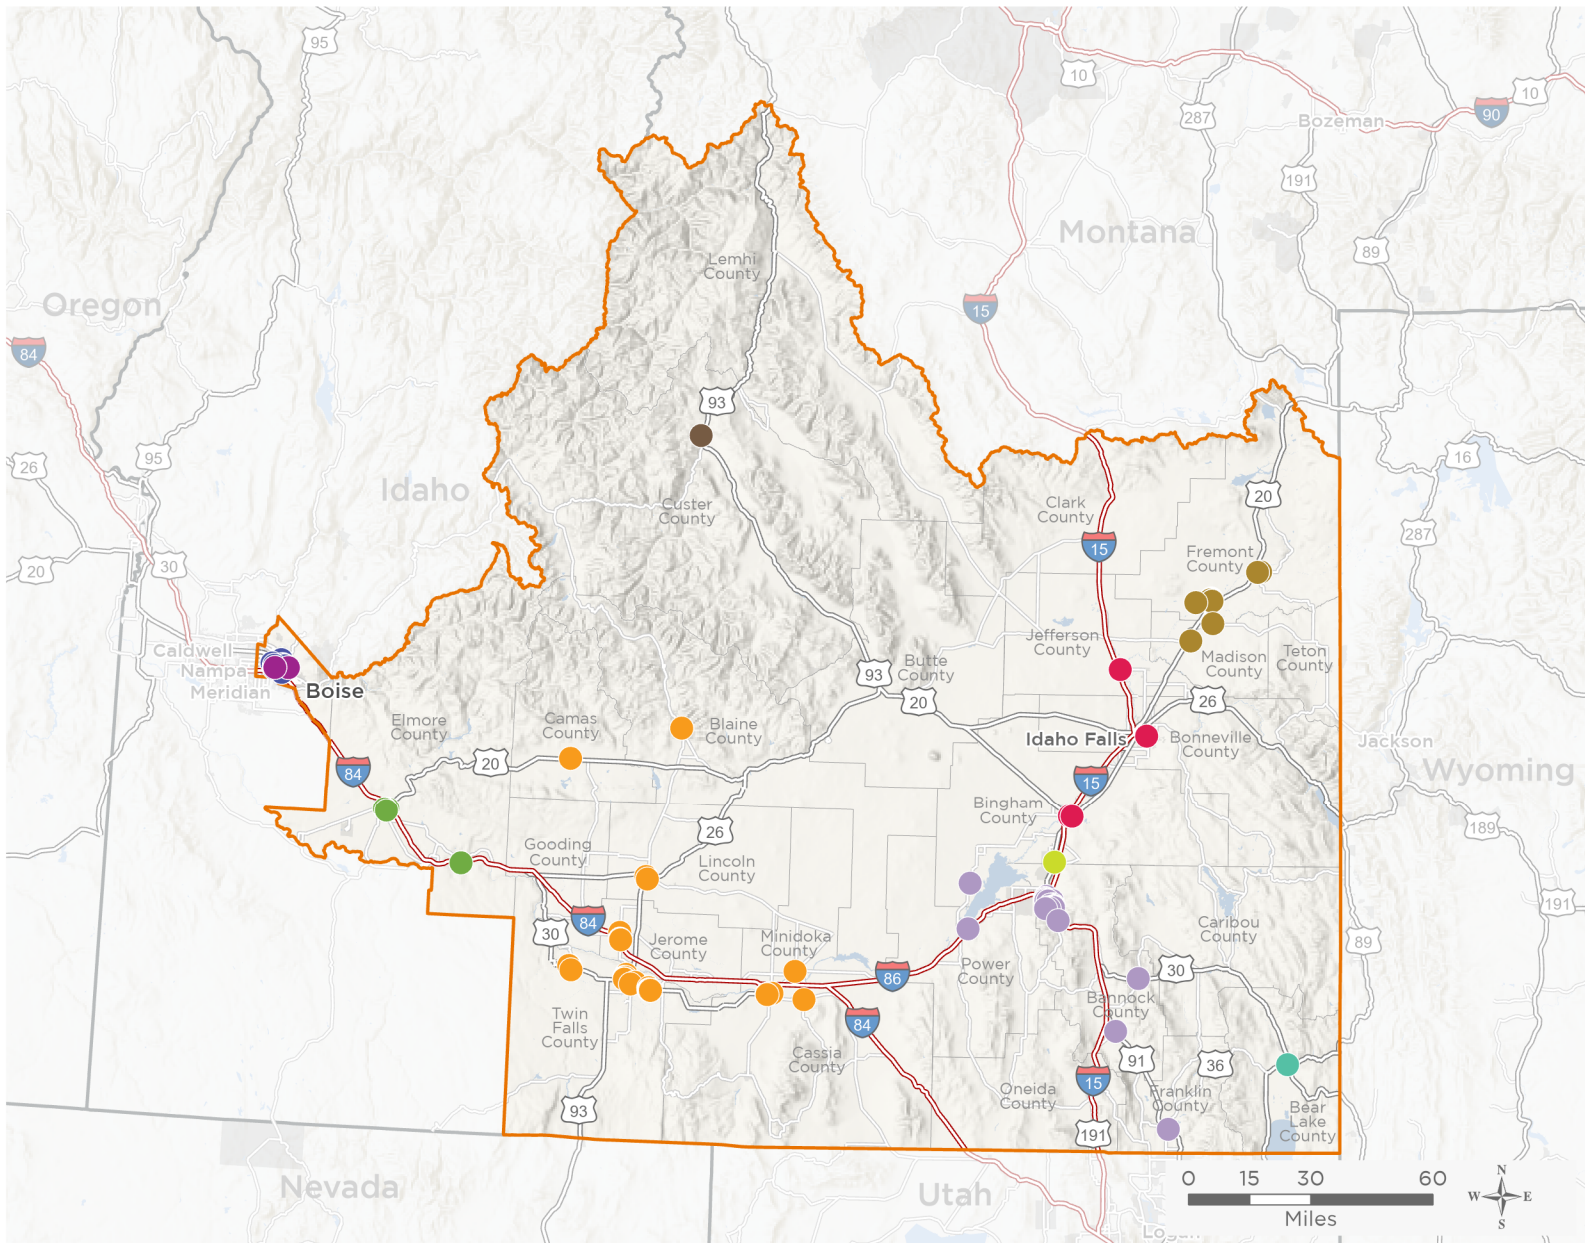 95
10
10
90
287
Bozeman
191
Montana
89
Lemhi
County
Oregon
15
84
93
26
95
16
Idaho
20
Custer
County
Clark
County
287
15
Fremont
County
20
30
Caldwell
Nampa
Meridian
Boise
Jefferson
County
Madison
County
Teton
County
Butte
County
93
20
26
Elmore
County
Camas
County
Blaine
County
Idaho Falls
Bonneville
County
Jackson
Wyoming
84
20
15
Bingham
County
189
26
Gooding
County
Lincoln
County
191
84
30
Jerome
County
Minidoka
County
Caribou
County
89
86
Power
County
30
Bannock
County
Twin
Falls
County
84
Cassia
County
91
36
15
Oneida
County
Franklin
County
Bear
Lake
County
93
191
Nevada
Utah
Logan
0 15 30 60
Miles
N
W E
S